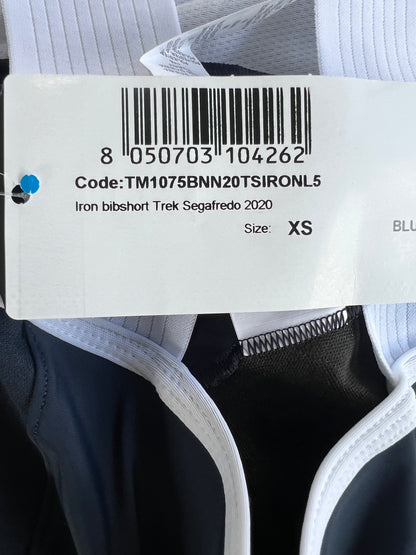 8 050703 104262
Code:TM1075BNN20TSIRONL5
Iron bibshort Trek Segafredo 2020
Size: XS
BLU